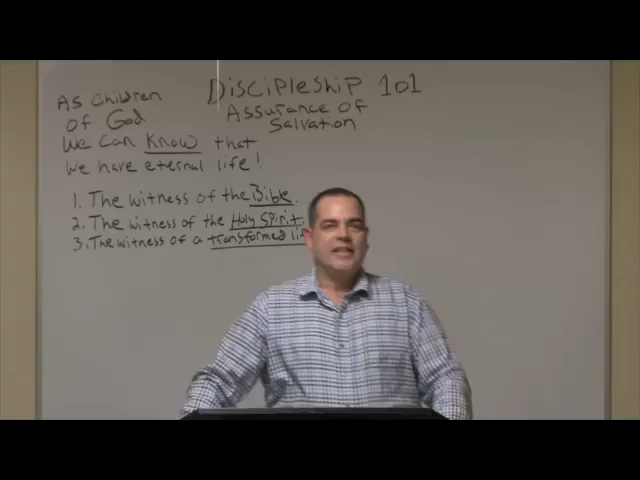 Discipleship 101
Assurance of
Salvation
As Children
of God
We Can Know that
We have eternal life!
1. The witness of the Bible.
2. The witness of the Holy Spirit.
3. The witness of a transformed